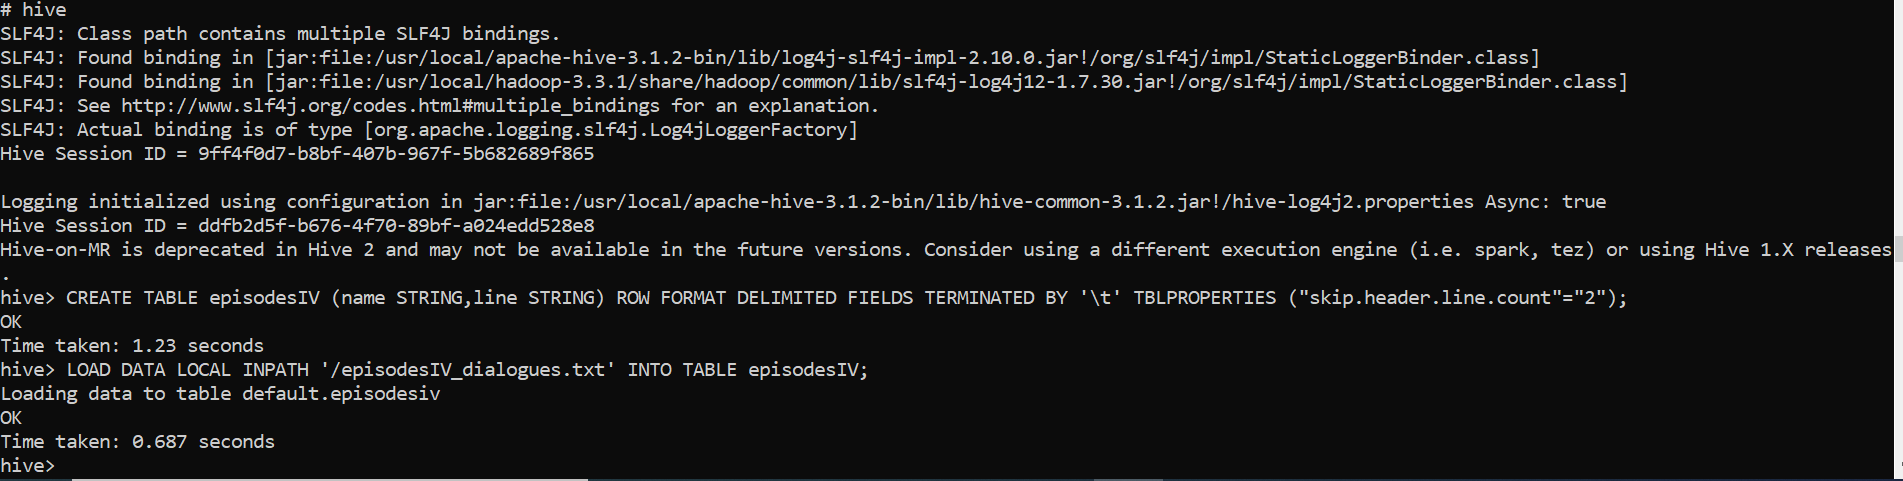 # hive
SLF4J: Class path contains multiple SLF4J bindings.
SLF4J: Found binding in [jar:file:/usr/local/apache-hive-3.1.2-bin/lib/log4j-slf4j-impl-2.10.0.jar!/org/slf4j/impl/StaticLoggerBinder.class]
SLF4J: Found binding in [jar:file:/usr/local/hadoop-3.3.1/share/hadoop/common/lib/slf4j-log4j12-1.7.30.jar!/org/slf4j/impl/StaticLoggerBinder.class]
SLF4J: See http://www.slf4j.org/codes.html#multiple_bindings for an explanation.
SLF4J: Actual binding is of type [org.apache.logging.slf4j.Log4jLoggerFactory]
Hive Session ID = 9ff4f0d7-b8bf-407b-967f-5b682689f865
Logging initialized using configuration in jar:file:/usr/local/apache-hive-3.1.2-bin/lib/hive-common-3.1.2.jar!/hive-log4j2.properties Async: true
Hive Session ID = ddfb2d5f-b676-4f70-89bf-a024edd528e8
Hive-on-MR is deprecated in Hive 2 and may not be available in the future versions. Consider using a different execution engine (i.e. spark, tez) or using Hive 1.X releases
.
hive> CREATE TABLE episodesIV (name STRING,line STRING) ROW FORMAT DELIMITED FIELDS TERMINATED BY '\t' TBLPROPERTIES ("skip.header.line.count"="2");
OK
Time taken: 1.23 seconds
hive> LOAD DATA LOCAL INPATH '/episodesIV_dialogues.txt' INTO TABLE episodesIV;
Loading data to table default.episodesiv
OK
Time taken: 0.687 seconds
hive>